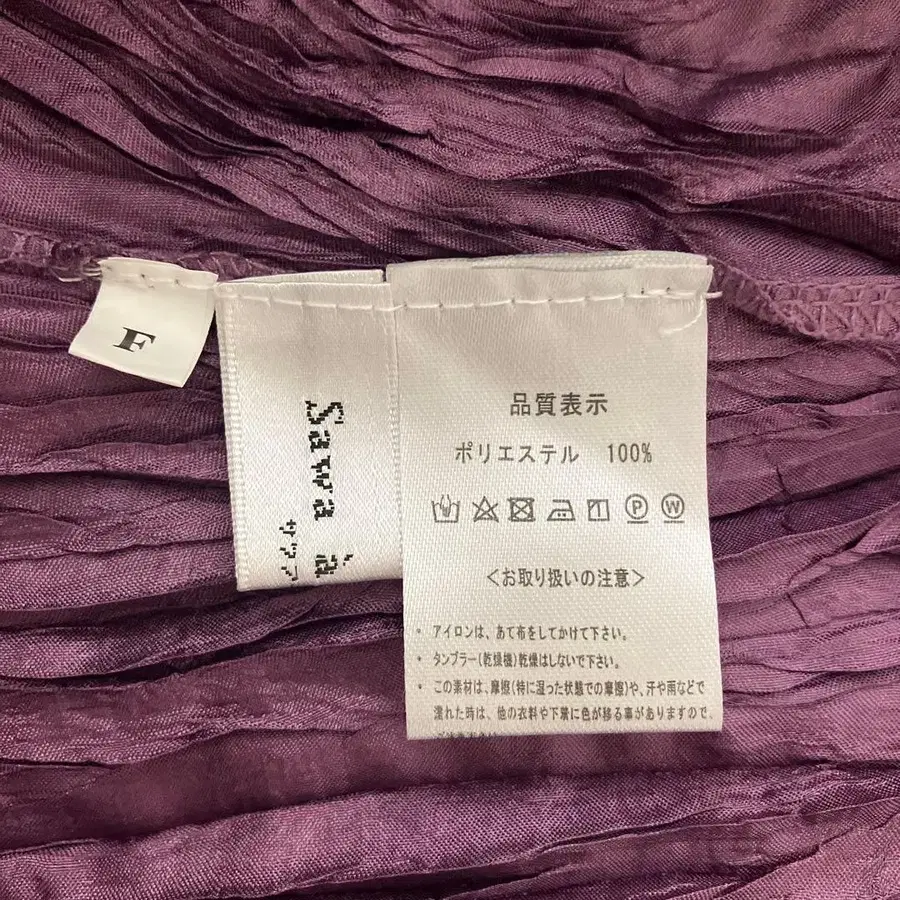 F
Sawa à
サワア
品質表示
ポリエステル 100%
P W
<お取り扱いの注意>
・アイロンは、あて布をしてかけて下さい。
・タンブラー(乾燥機)乾燥はしないで下さい。
・この素材は、摩擦(特に湿った状態での摩擦)や、汗や雨などで
濡れた時は、他の衣料や下着に色が移る事がありますので、